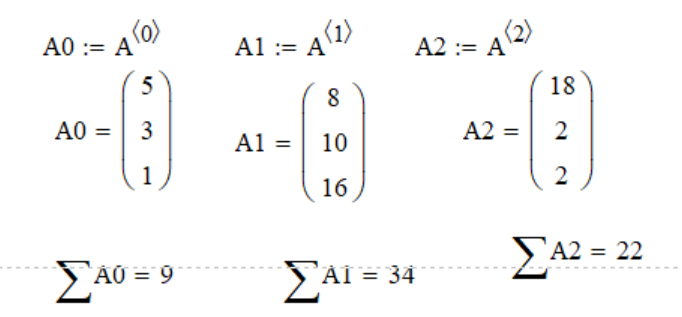 A0 := A⟨0⟩ A1 := A⟨1⟩ A2 := A⟨2⟩
5 8 18
A0 = 3 A1 = 10 A2 = 2
1 16 2
∑A0 = 9 ∑A1 = 34 ∑A2 = 22